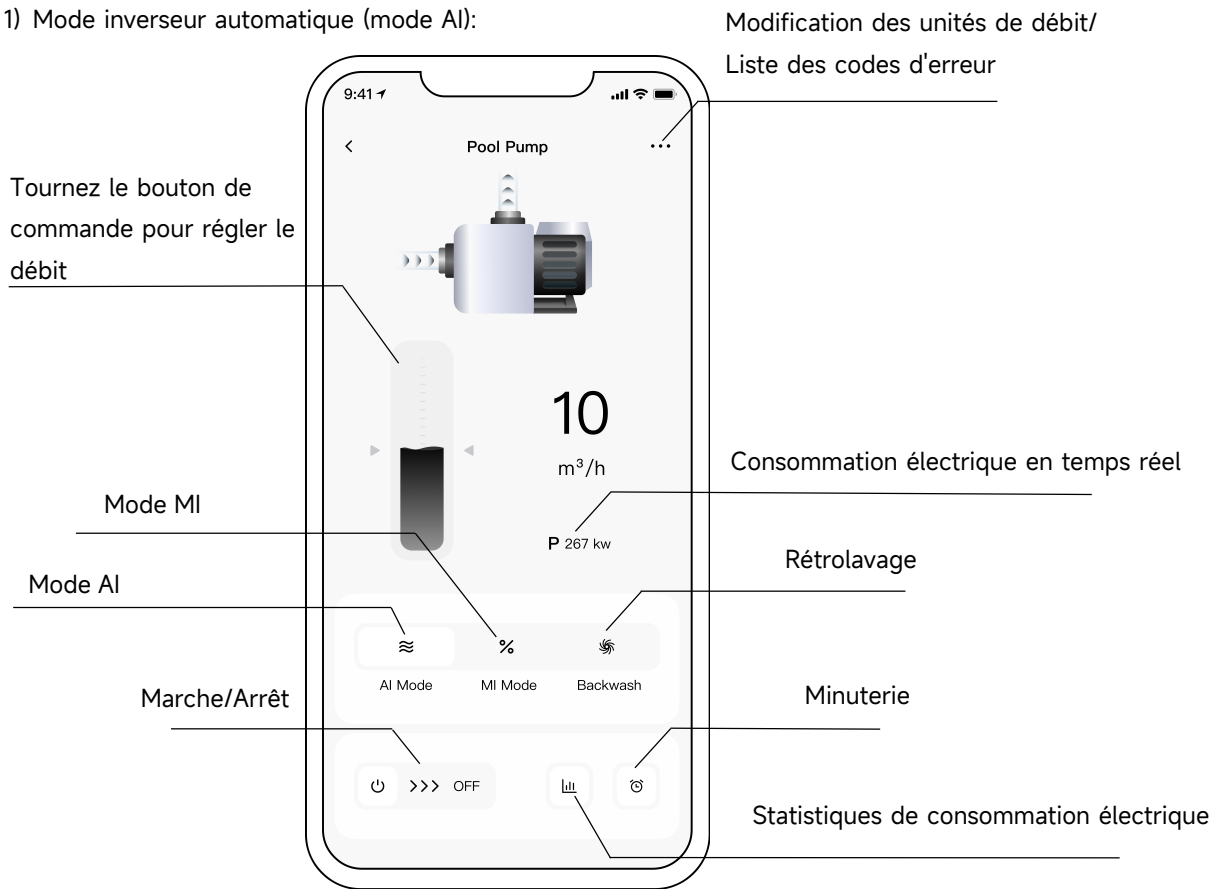 1) Mode inverseur automatique (mode AI):
Modification des unités de débit/
Liste des codes d'erreur
9:41
Pool Pump
Tournez le bouton de
commande pour régler le
débit
10
m³/h
Consommation électrique en temps réel
Mode MI
P 267 kw
Rétrolavage
Mode AI
%
AI Mode
MI Mode
Backwash
Marche/Arrêt
Minuterie
>>> OFF
Statistiques de consommation électrique